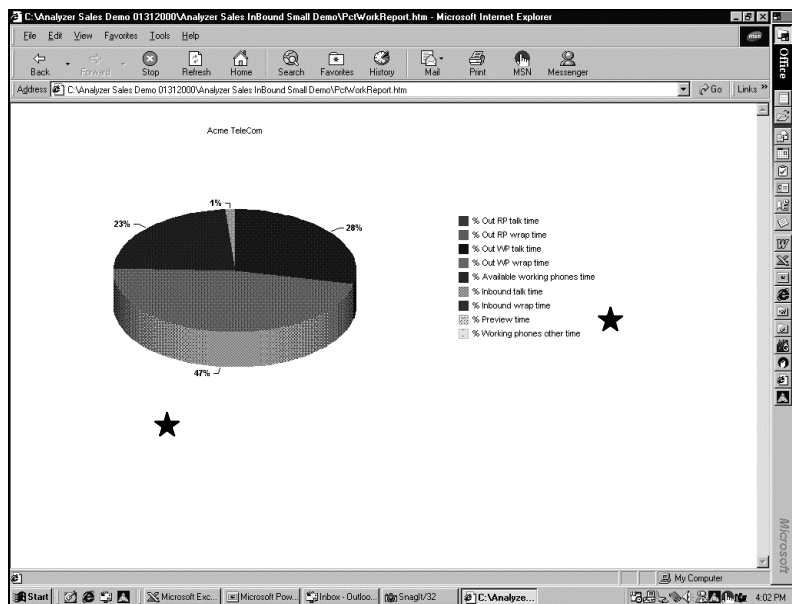 C:\Analyzer Sales Demo 01312000\Analyzer Sales InBound Small Demo\PctWorkReport.htm - Microsoft Internet Explorer
File Edit View Favorites Tools Help
msn
Back Forward Stop Refresh Home Search Favorites History Mail Print MSN Messenger
Address C:\Analyzer Sales Demo 01312000\Analyzer Sales InBound Small Demo\PctWorkReport.htm Go Links »
Office
Acme TeleCom
1%
23%
28%
47%
% Out RP talk time
% Out RP wrap time
% Out WP talk time
% Out WP wrap time
% Available working phones time
% Inbound talk time
% Inbound wrap time
% Preview time
% Working phones other time
Microsoft
My Computer
Start Microsoft Exc... Microsoft Pow... Inbox - Outloo... SnagIt/32 C:\Analyze... 4:02 PM